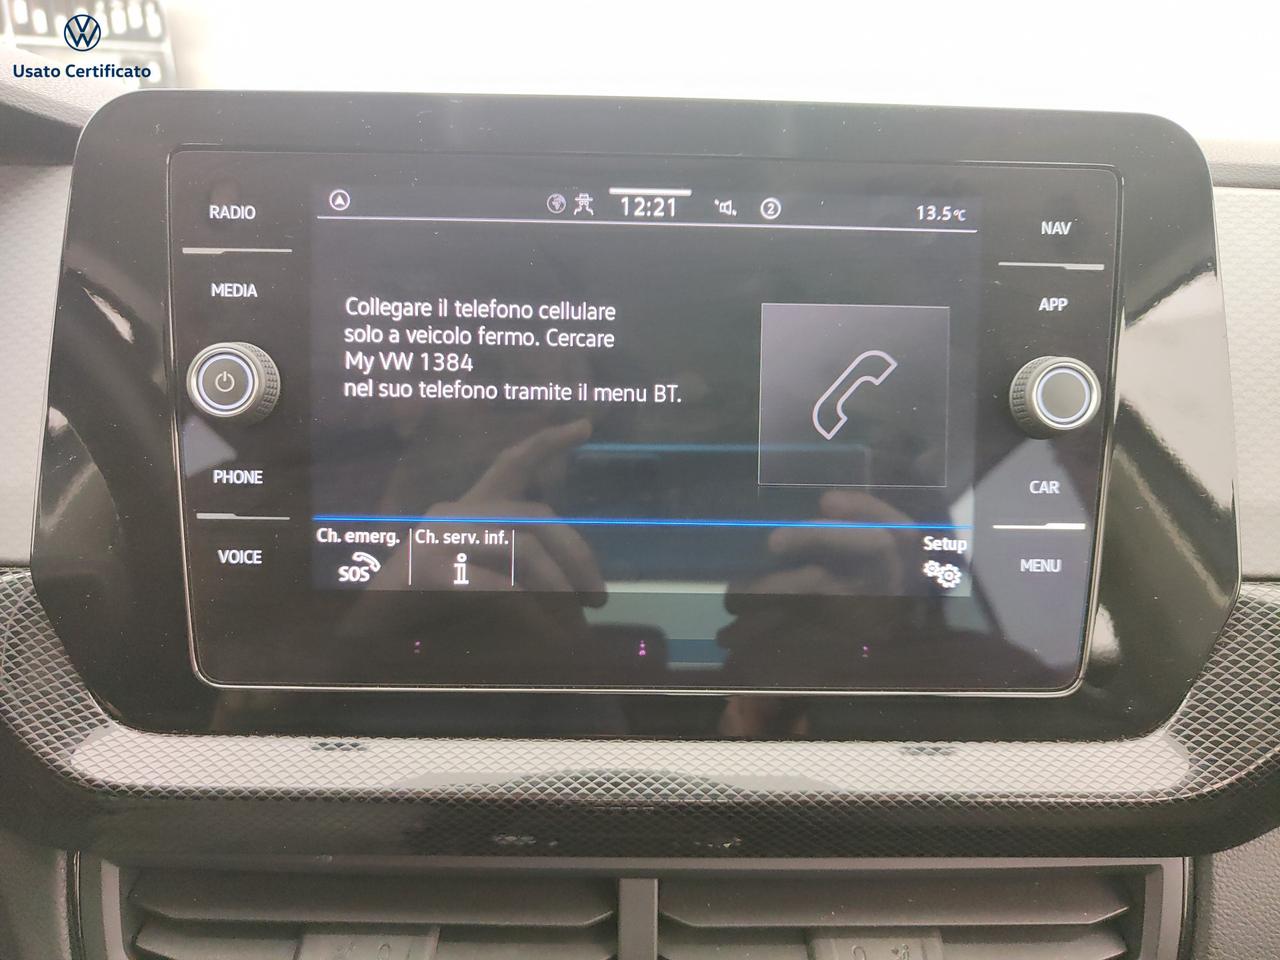 Usato Certificato
RADIO
MEDIA
PHONE
VOICE
12:21
2
13.5°C
Collegare il telefono cellulare
solo a veicolo fermo. Cercare
My VW 1384
nel suo telefono tramite il menu BT.
Ch. emerg.
SOS
Ch. serv. inf.
i
Setup
NAV
APP
CAR
MENU